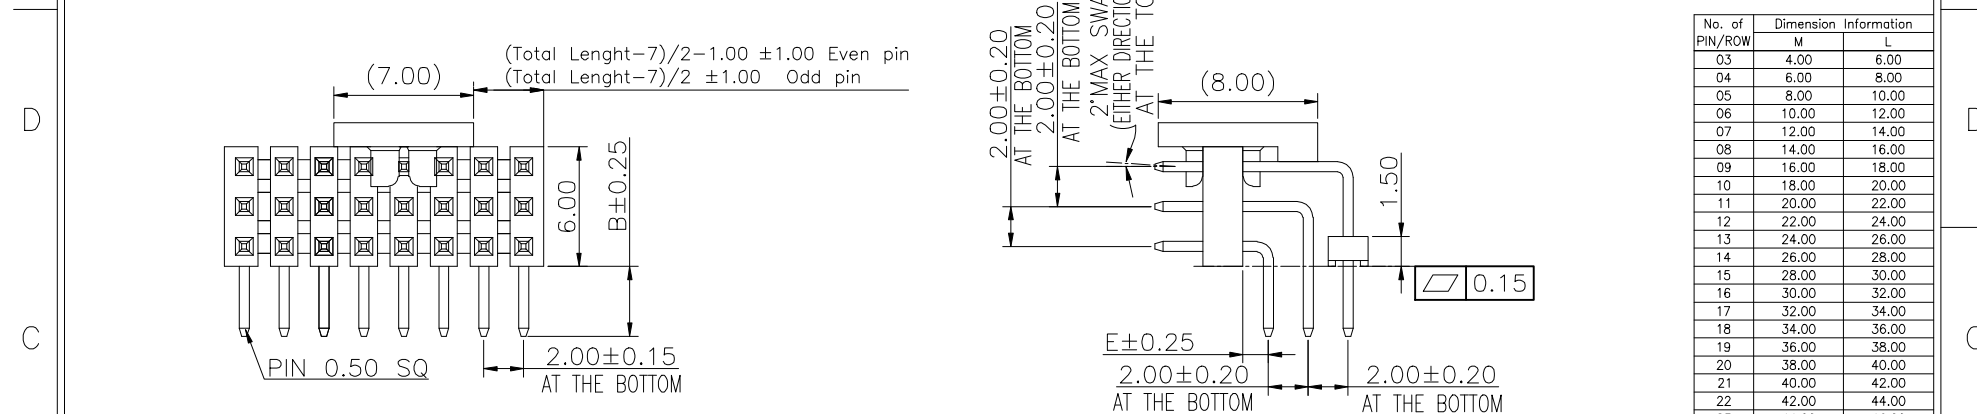 D
C
(Total Lenght-7)/2-1.00 ±1.00 Even pin
(Total Lenght-7)/2 ±1.00 Odd pin
(7.00)
6.00
B±0.25
PIN 0.50 SQ
2.00±0.15
AT THE BOTTOM
2.00±0.20
AT THE BOTTOM
2.00±0.20
AT THE BOTTOM
2°MAX
AT THE
(8.00)
1.50
0.15
E±0.25
2.00±0.20
AT THE BOTTOM
2.00±0.20
AT THE BOTTOM
No. of PIN/ROW Dimension Information
M L
03 4.00 6.00
04 6.00 8.00
05 8.00 10.00
06 10.00 12.00
07 12.00 14.00
08 14.00 16.00
09 16.00 18.00
10 18.00 20.00
11 20.00 22.00
12 22.00 24.00
13 24.00 26.00
14 26.00 28.00
15 28.00 30.00
16 30.00 32.00
17 32.00 34.00
18 34.00 36.00
19 36.00 38.00
20 38.00 40.00
21 40.00 42.00
22 42.00 44.00